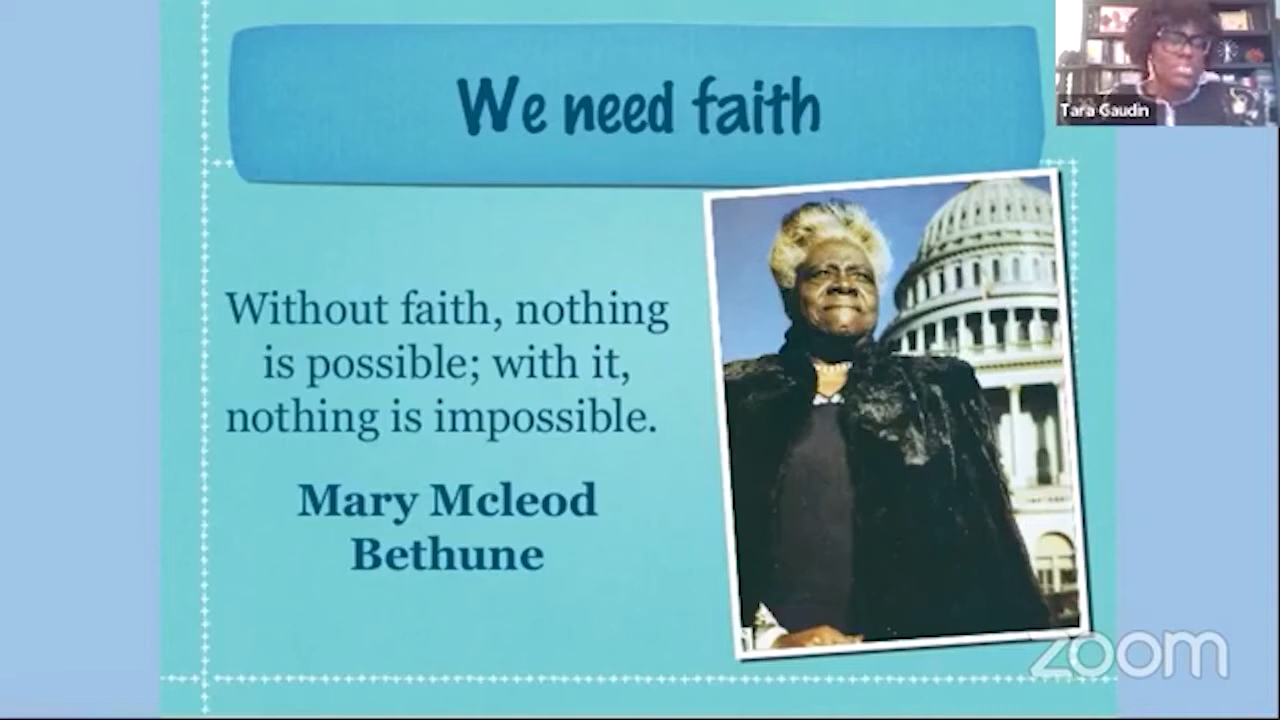 We need faith
Tara Gaudin
Without faith, nothing
is possible; with it,
nothing is impossible.
Mary Mcleod
Bethune
zoom